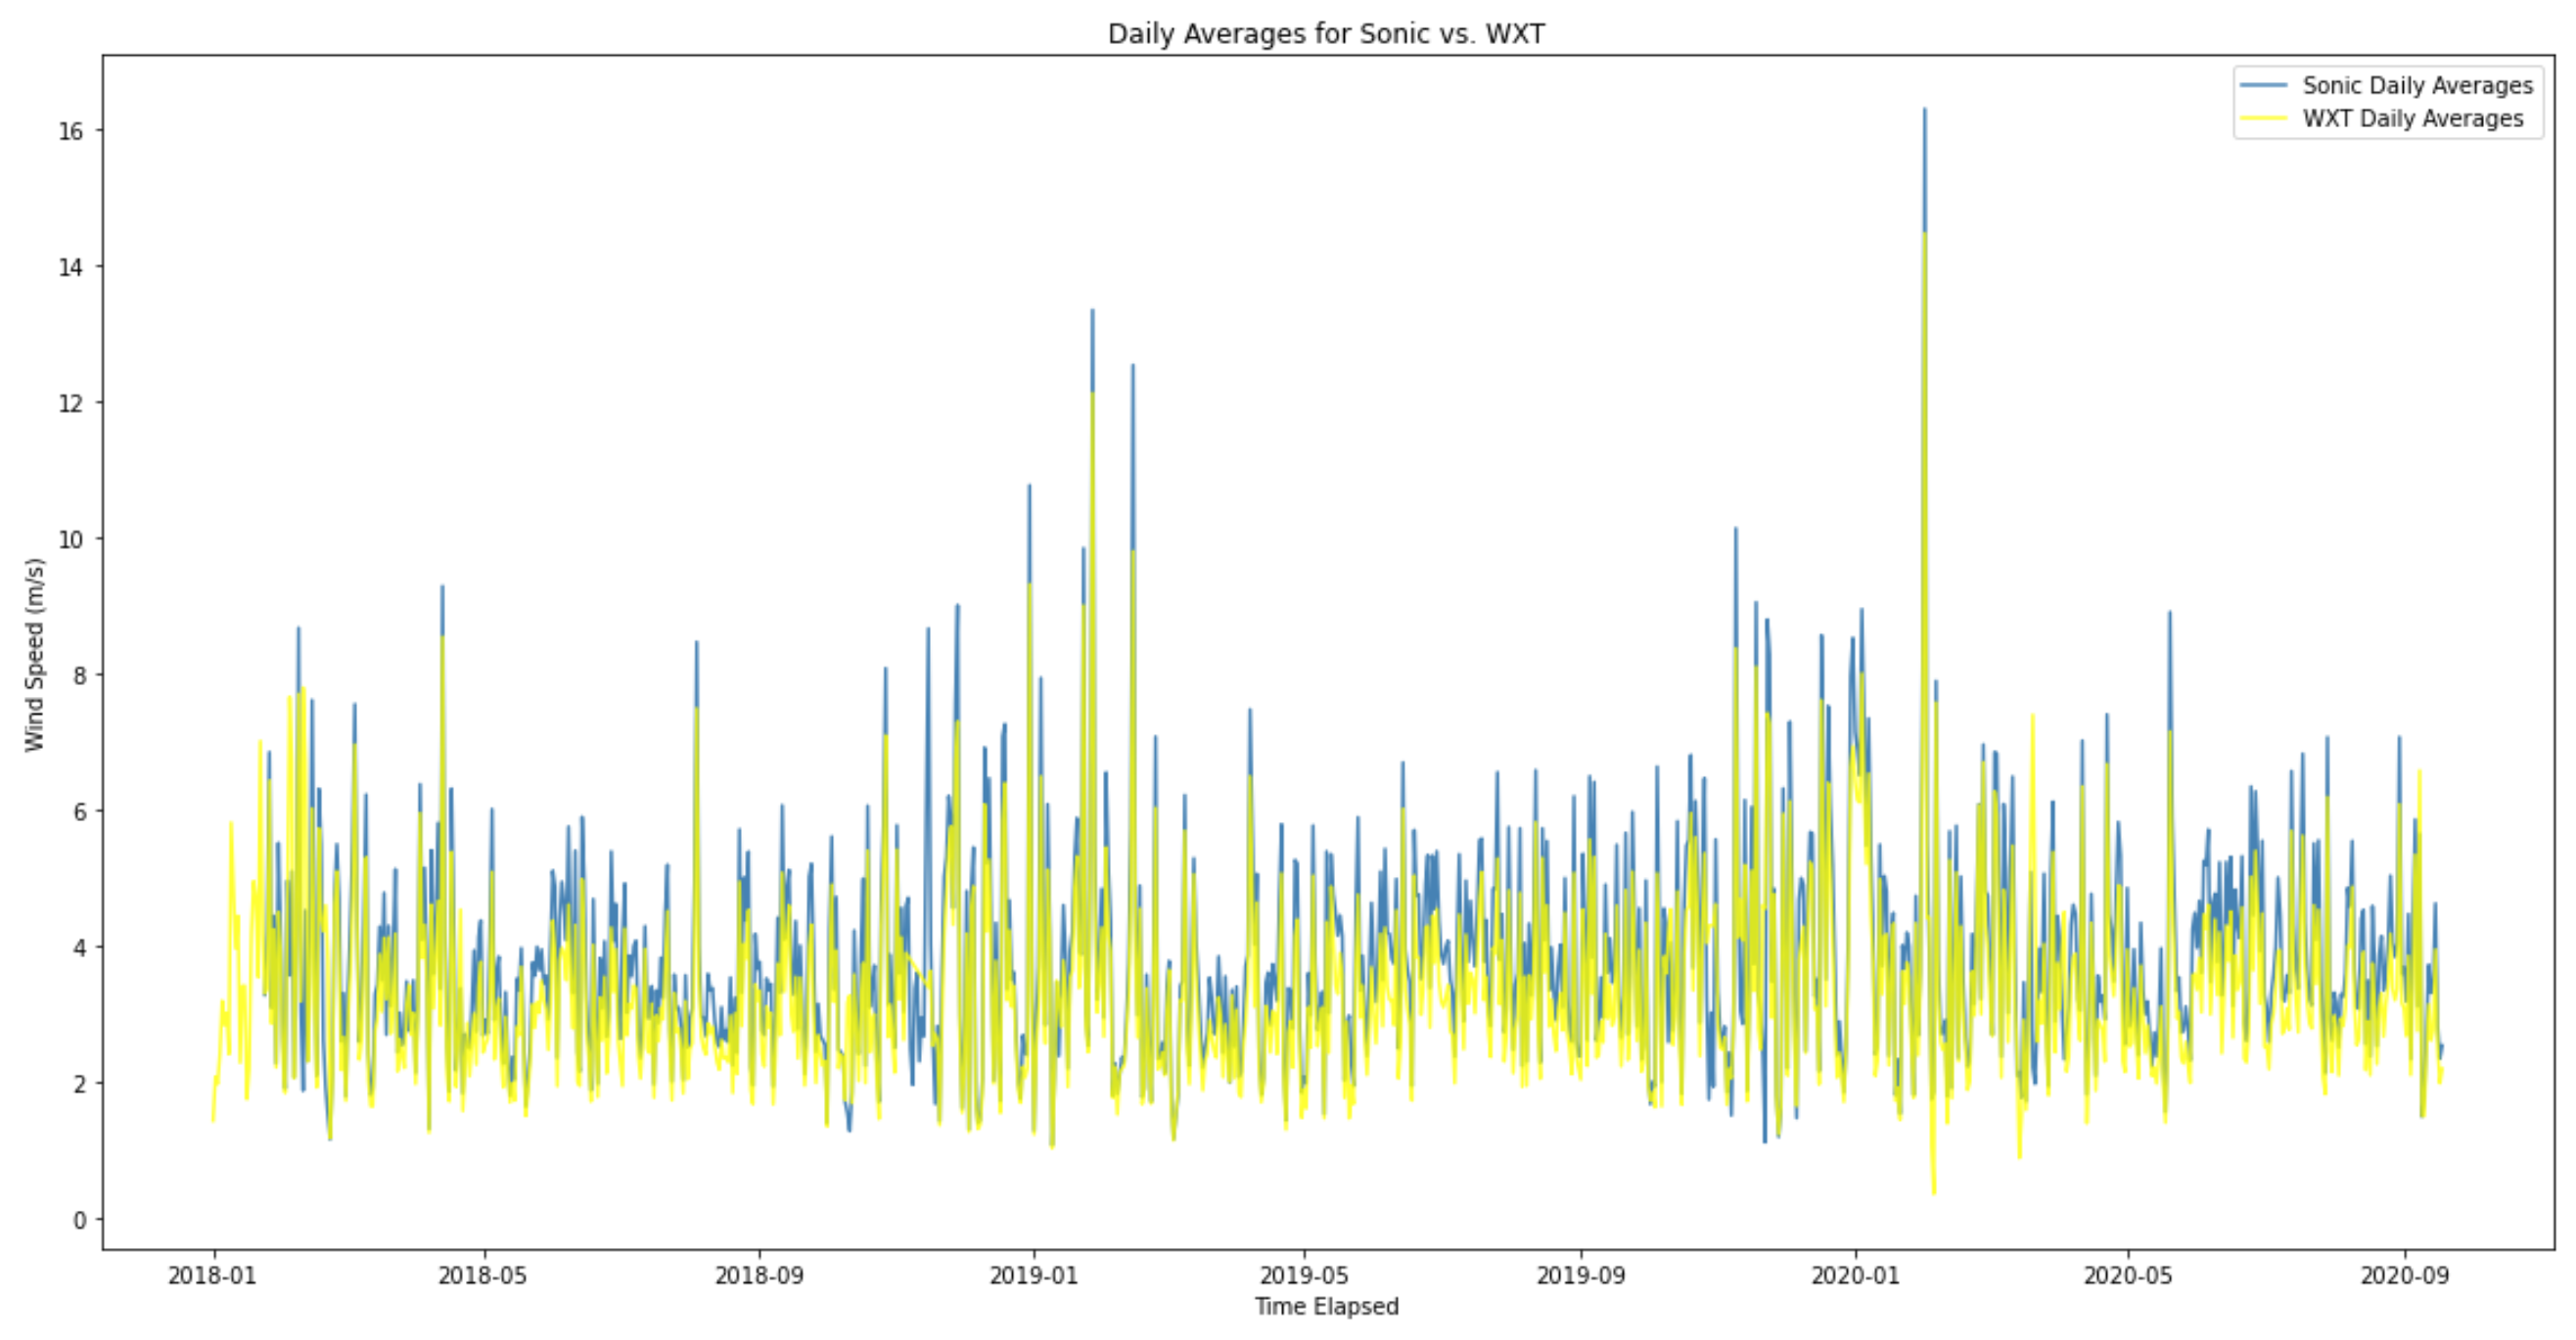 Daily Averages for Sonic vs. WXT
Sonic Daily Averages
WXT Daily Averages
16
14
12
10
8
6
4
2
0
Wind Speed (m/s)
2018-01 2018-05 2018-09 2019-01 2019-05 2019-09 2020-01 2020-05 2020-09
Time Elapsed